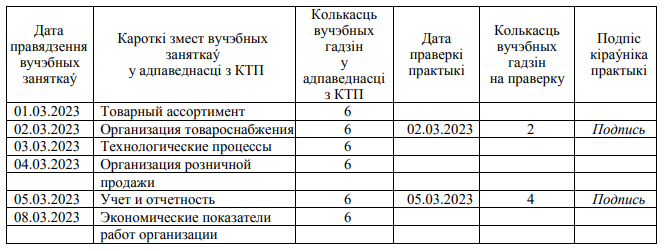 Дата правядзення вучэбных заняткаў | Кароткі змест вучэбных заняткаў у адпаведнасці з КТП | Колькасць вучэбных гадзін у адпаведнасці з КТП | Дата праверкі практыкі | Колькасць вучэбных гадзін на праверку | Подпіс кіраўніка практыкі
01.03.2023 | Товарный ассортимент | 6
02.03.2023 | Организация товароснабжения | 6 | 02.03.2023 | 2 | Подпись
03.03.2023 | Технологические процессы | 6
04.03.2023 | Организация розничной | 6
продажи
05.03.2023 | Учет и отчетность | 6 | 05.03.2023 | 4 | Подпись
08.03.2023 | Экономические показатели | 6
работ организации